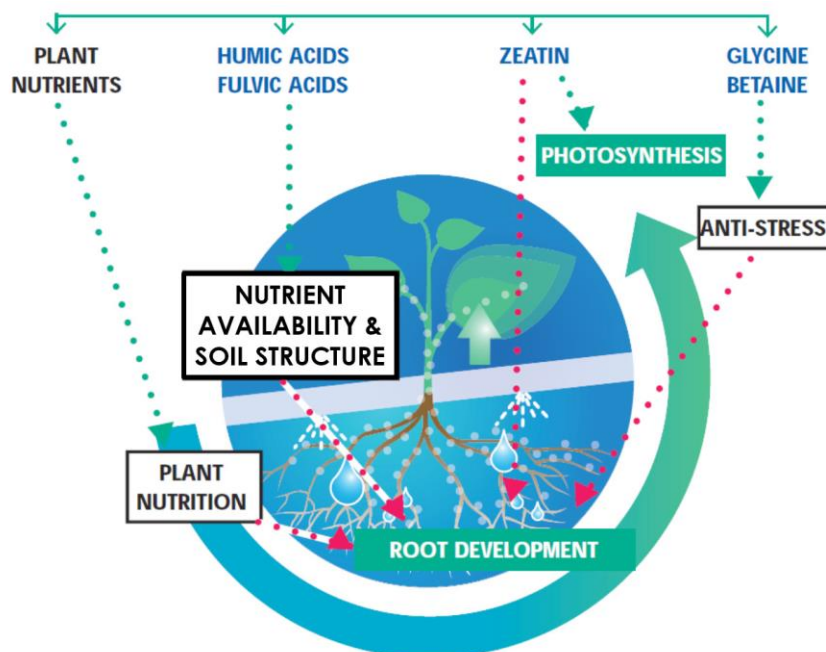 PLANT
NUTRIENTS
HUMIC ACIDS
FULVIC ACIDS
ZEATIN
GLYCINE
BETAINE
PHOTOSYNTHESIS
ANTI-STRESS
NUTRIENT
AVAILABILITY &
SOIL STRUCTURE
PLANT
NUTRITION
ROOT DEVELOPMENT